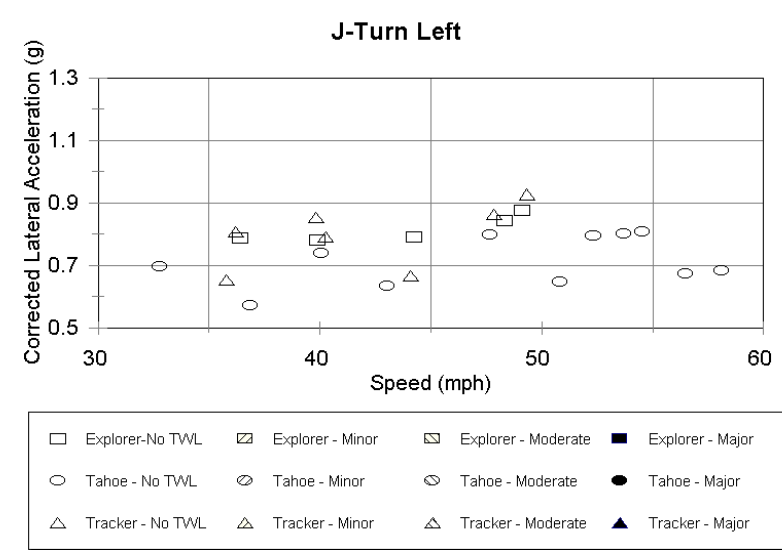 J-Turn Left
Corrected Lateral Acceleration (g)
1.3
1.1
0.9
0.7
0.5
30 40 50 60
Speed (mph)
Explorer-No TWL Explorer - Minor Explorer - Moderate Explorer - Major
Tahoe - No TWL Tahoe - Minor Tahoe - Moderate Tahoe - Major
Tracker - No TWL Tracker - Minor Tracker - Moderate Tracker - Major